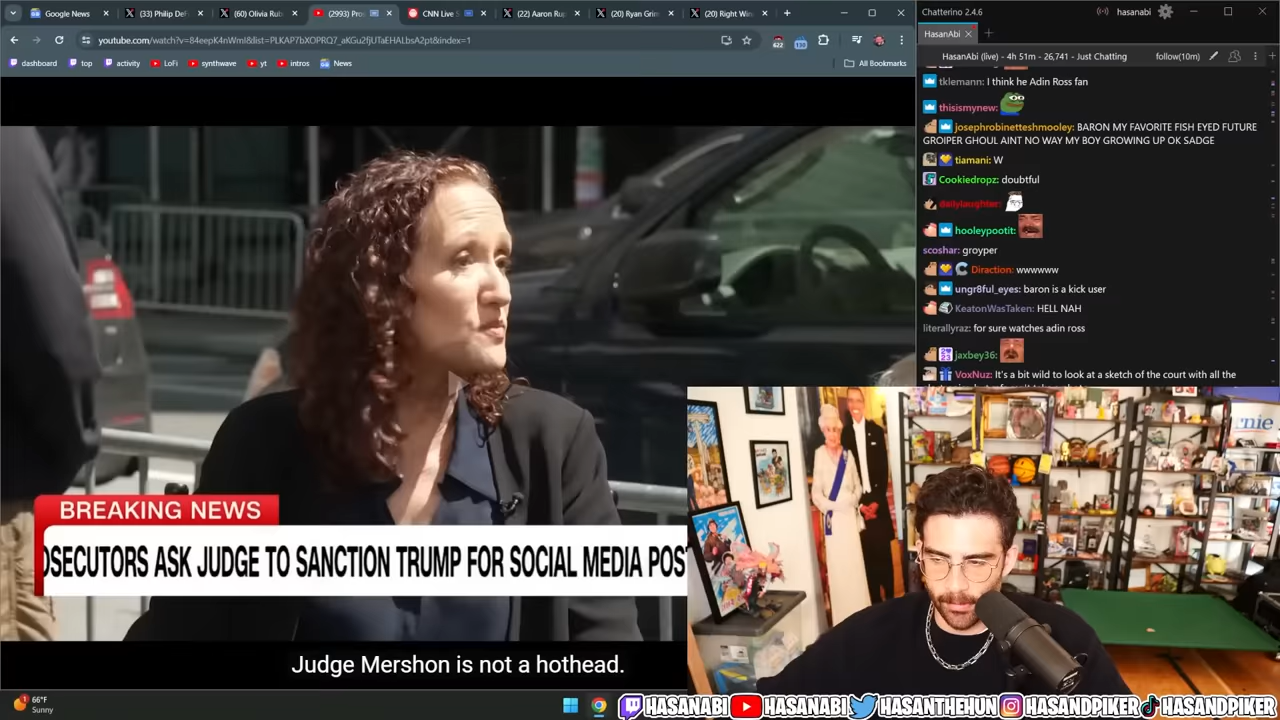 (33) Philip De
(60) Olivia Rub
(2993) Pros
CNN Live S
(22) Aaron Rup
(20) Ryan Grim
(20) Right Win
Google News
youtube.com/watch?v=84eepK4nWmI&list=PLKAP7bXOPRQ7_aKGu2fjUTaEHALbsA2pt&index=1
622
130
dashboard
top
activity
LoFi
synthwave
yt
intros
News
All Bookmarks
Chatterino 2.4.6
hasanabi
HasanAbi
HasanAbi (live) - 4h 51m - 26,741 - Just Chatting
follow(10m)
tklemann: I think he Adin Ross fan
thisismynew:
josephrobinetteshmooley: BARON MY FAVORITE FISH EYED FUTURE
GROIPER GHOUL AINT NO WAY MY BOY GROWING UP OK SADGE
tiamani: W
Cookiedropz: doubtful
dailylaughter:
hooleypootit:
scoshar: groyper
Diraction: wwwwww
ungr8ful_eyes: baron is a kick user
KeatonWasTaken: HELL NAH
literallyraz: for sure watches adin ross
jaxbey36:
VoxNuz: It's a bit wild to look at a sketch of the court with all the
BREAKING NEWS
OSECUTORS ASK JUDGE TO SANCTION TRUMP FOR SOCIAL MEDIA POS
Judge Mershon is not a hothead.
ernie
66°F
Sunny
HASANABI
HASANABI
HASANTHEHUN
HASANDPIKER
HASANDPIKER